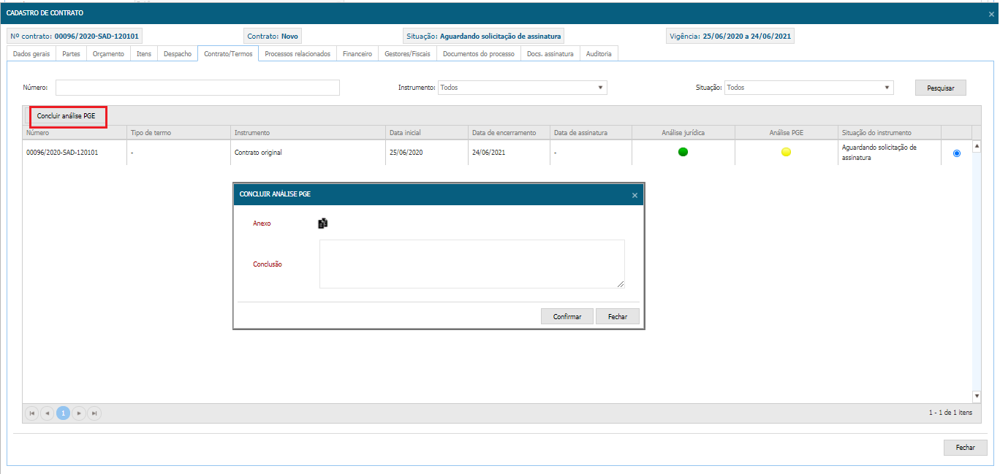 CADASTRO DE CONTRATO
Nº contrato: 00096/2020-SAD-120101 Contrato: Novo Situação: Aguardando solicitação de assinatura Vigência: 25/06/2020 a 24/06/2021
Dados gerais Partes Orçamento Itens Despacho Contrato/Termos Processos relacionados Financeiro Gestores/Fiscais Documentos do processo Docs. assinatura Auditoria
Número: Instrumento: Todos Situação: Todos Pesquisar
Concluir análise PGE
Número Tipo de termo Instrumento Data inicial Data de encerramento Data de assinatura Análise jurídica Análise PGE Situação do instrumento
00096/2020-SAD-120101 - Contrato original 25/06/2020 24/06/2021 - Aguardando solicitação de
assinatura
CONCLUIR ANÁLISE PGE
Anexo
Conclusão
Confirmar Fechar
1 1 - 1 de 1 itens
Fechar